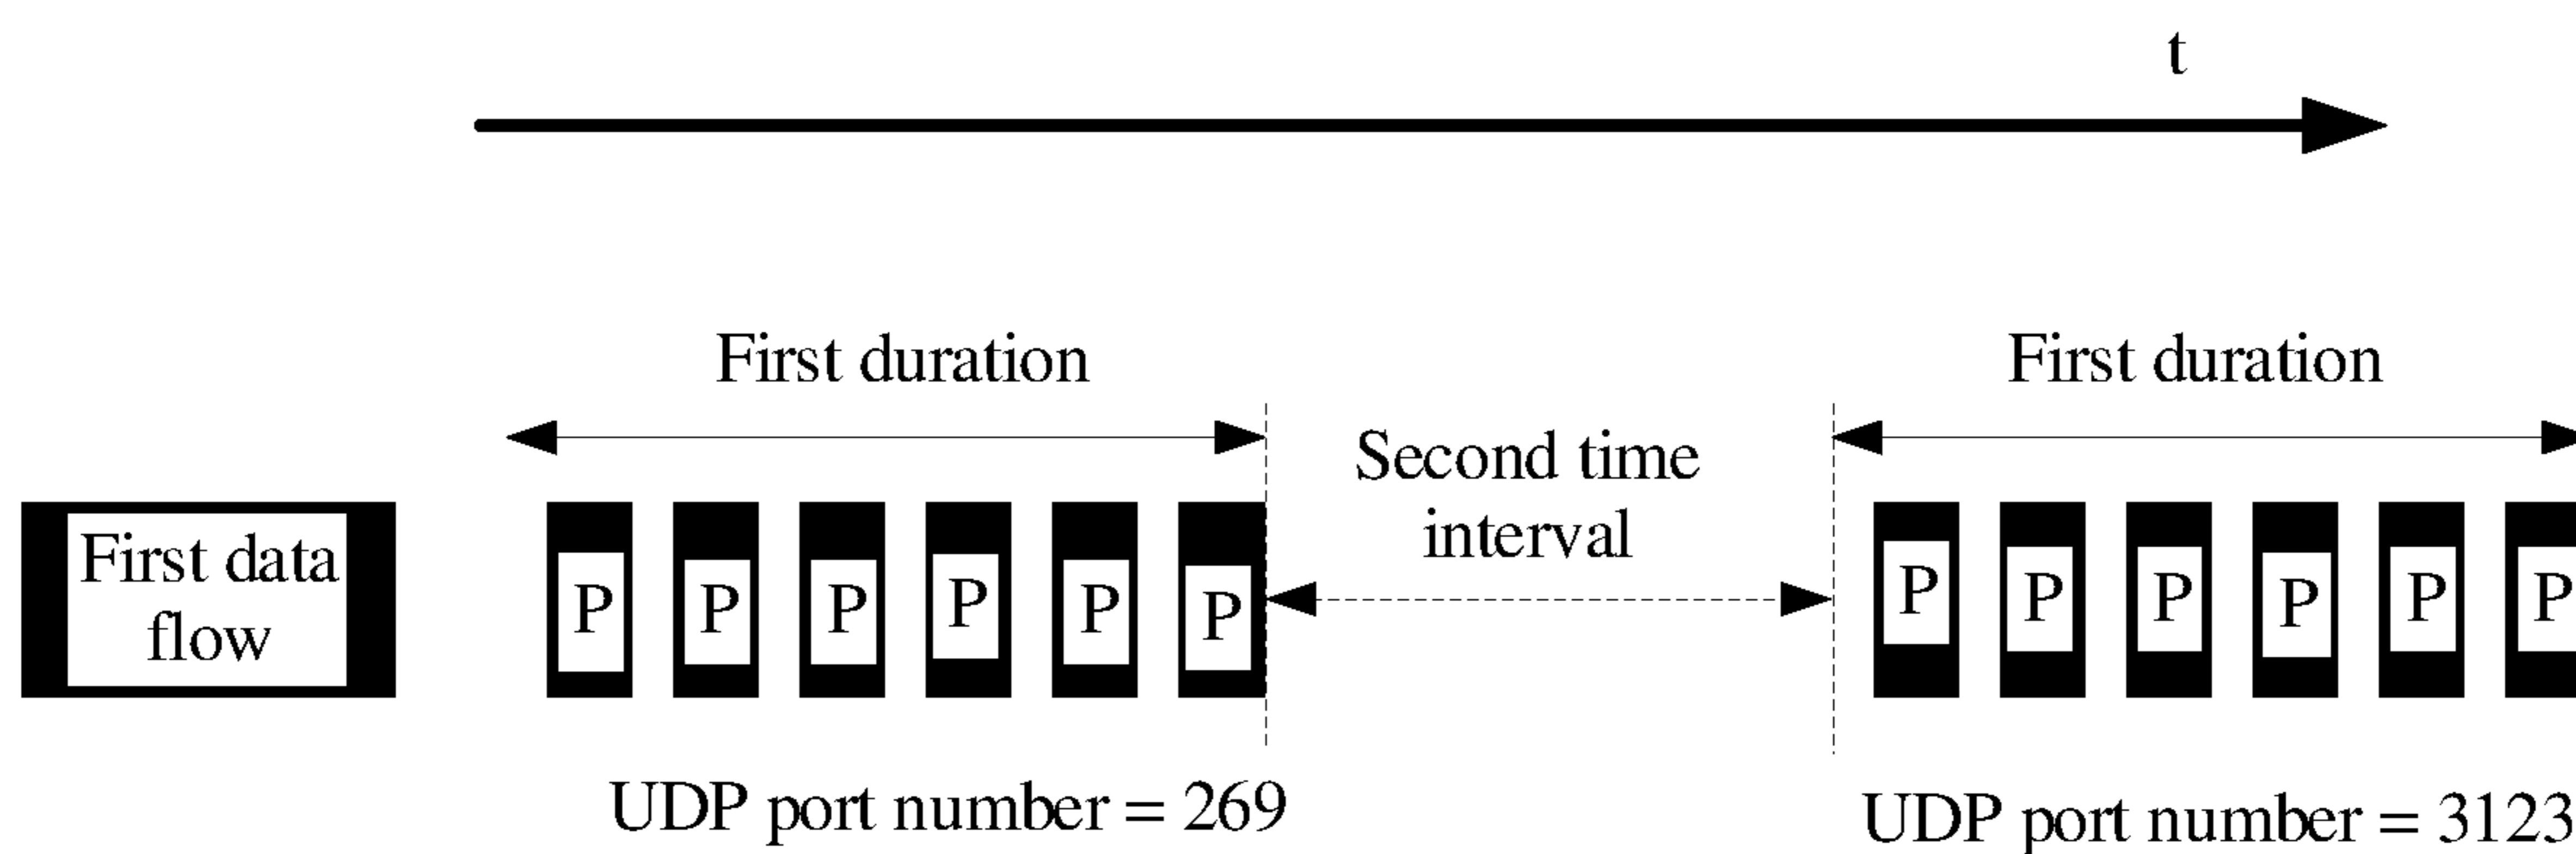 t
First duration
First duration
Second time
interval
First data
flow
P P P P P P
P P P P P P
UDP port number = 269
UDP port number = 3123